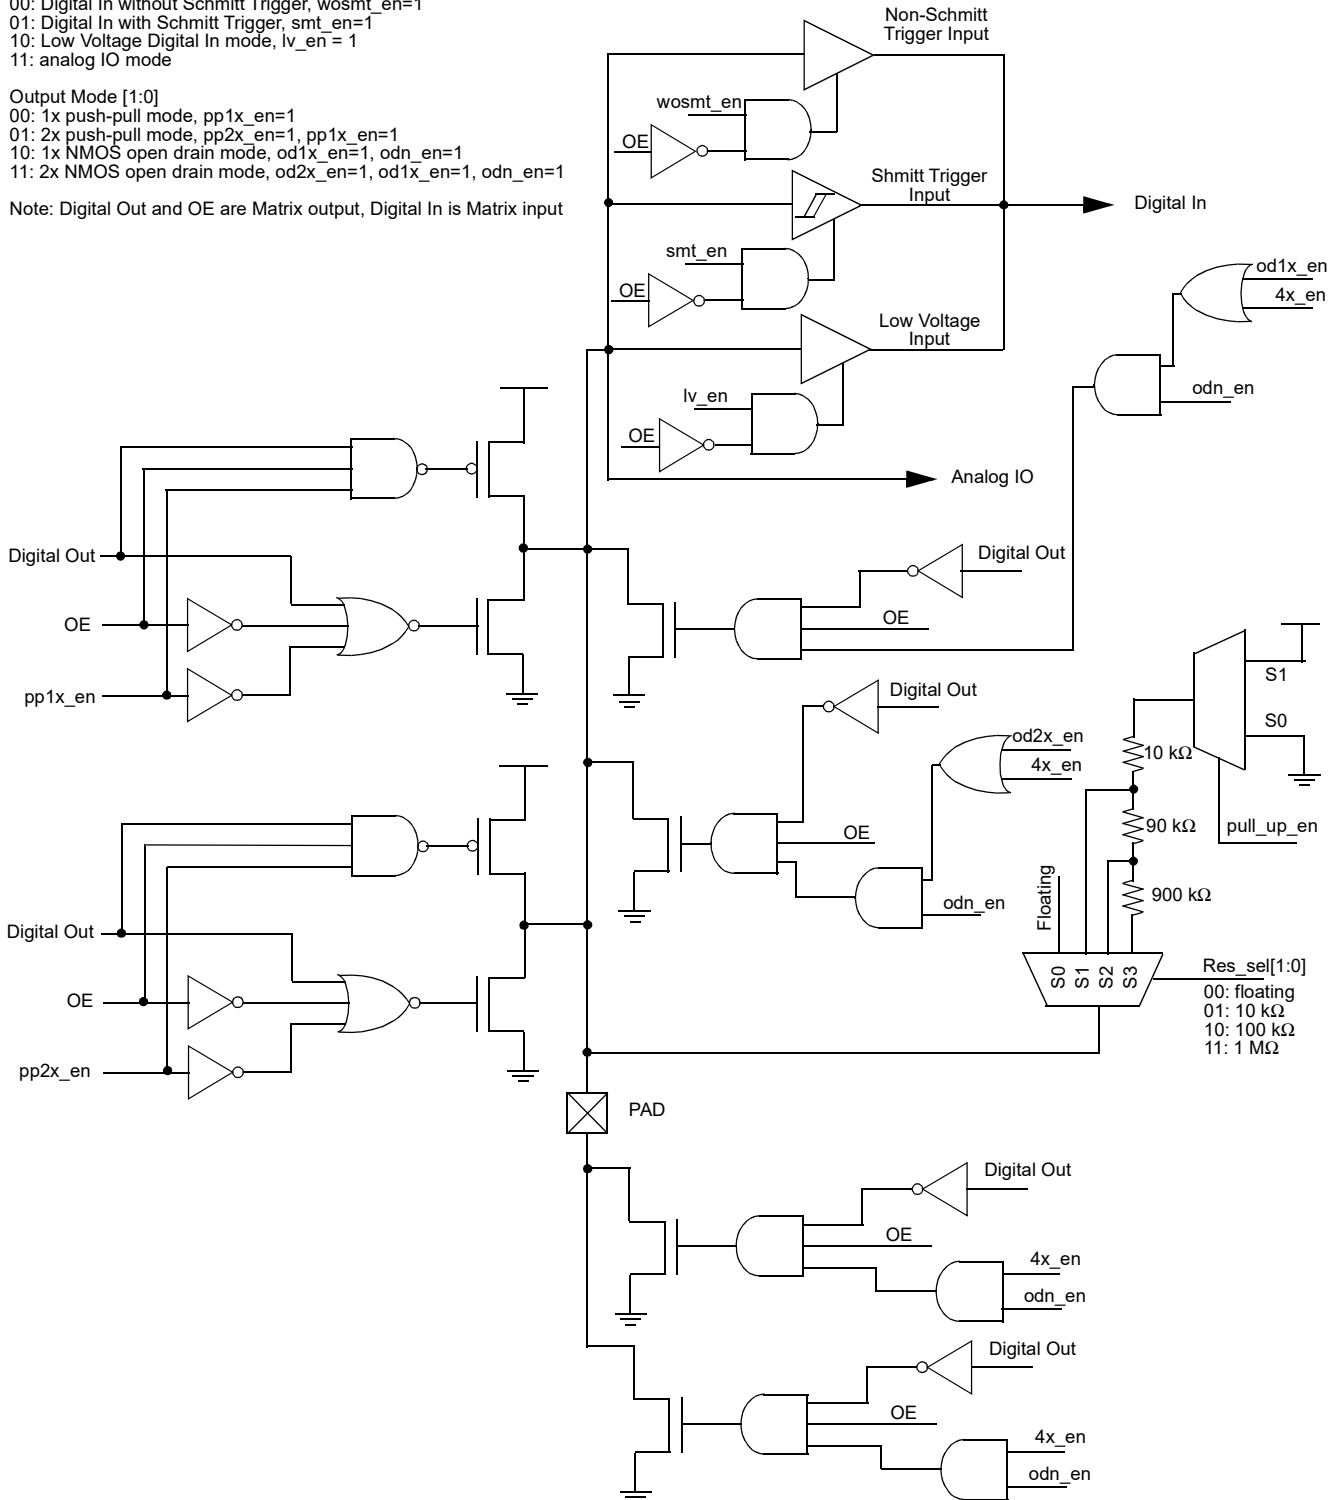 00: Digital In without Schmitt Trigger, wosmt_en=1
01: Digital In with Schmitt Trigger, smt_en=1
10: Low Voltage Digital In mode, lv_en = 1
11: analog IO mode
Output Mode [1:0]
00: 1x push-pull mode, pp1x_en=1
01: 2x push-pull mode, pp2x_en=1, pp1x_en=1
10: 1x NMOS open drain mode, od1x_en=1, odn_en=1
11: 2x NMOS open drain mode, od2x_en=1, od1x_en=1, odn_en=1
Note: Digital Out and OE are Matrix output, Digital In is Matrix input
Non-Schmitt
Trigger Input
wosmt_en
OE
Shmitt Trigger
Input
Digital In
smt_en
OE
od1x_en
4x_en
Low Voltage
Input
odn_en
lv_en
OE
Analog IO
Digital Out
OE
pp1x_en
Digital Out
OE
S1
S0
10 kΩ
90 kΩ
900 kΩ
pull_up_en
Digital Out
od2x_en
4x_en
OE
odn_en
Floating
S0
S1
S2
S3
Res_sel[1:0]
00: floating
01: 10 kΩ
10: 100 kΩ
11: 1 MΩ
Digital Out
OE
pp2x_en
PAD
Digital Out
OE
4x_en
odn_en
Digital Out
OE
4x_en
odn_en